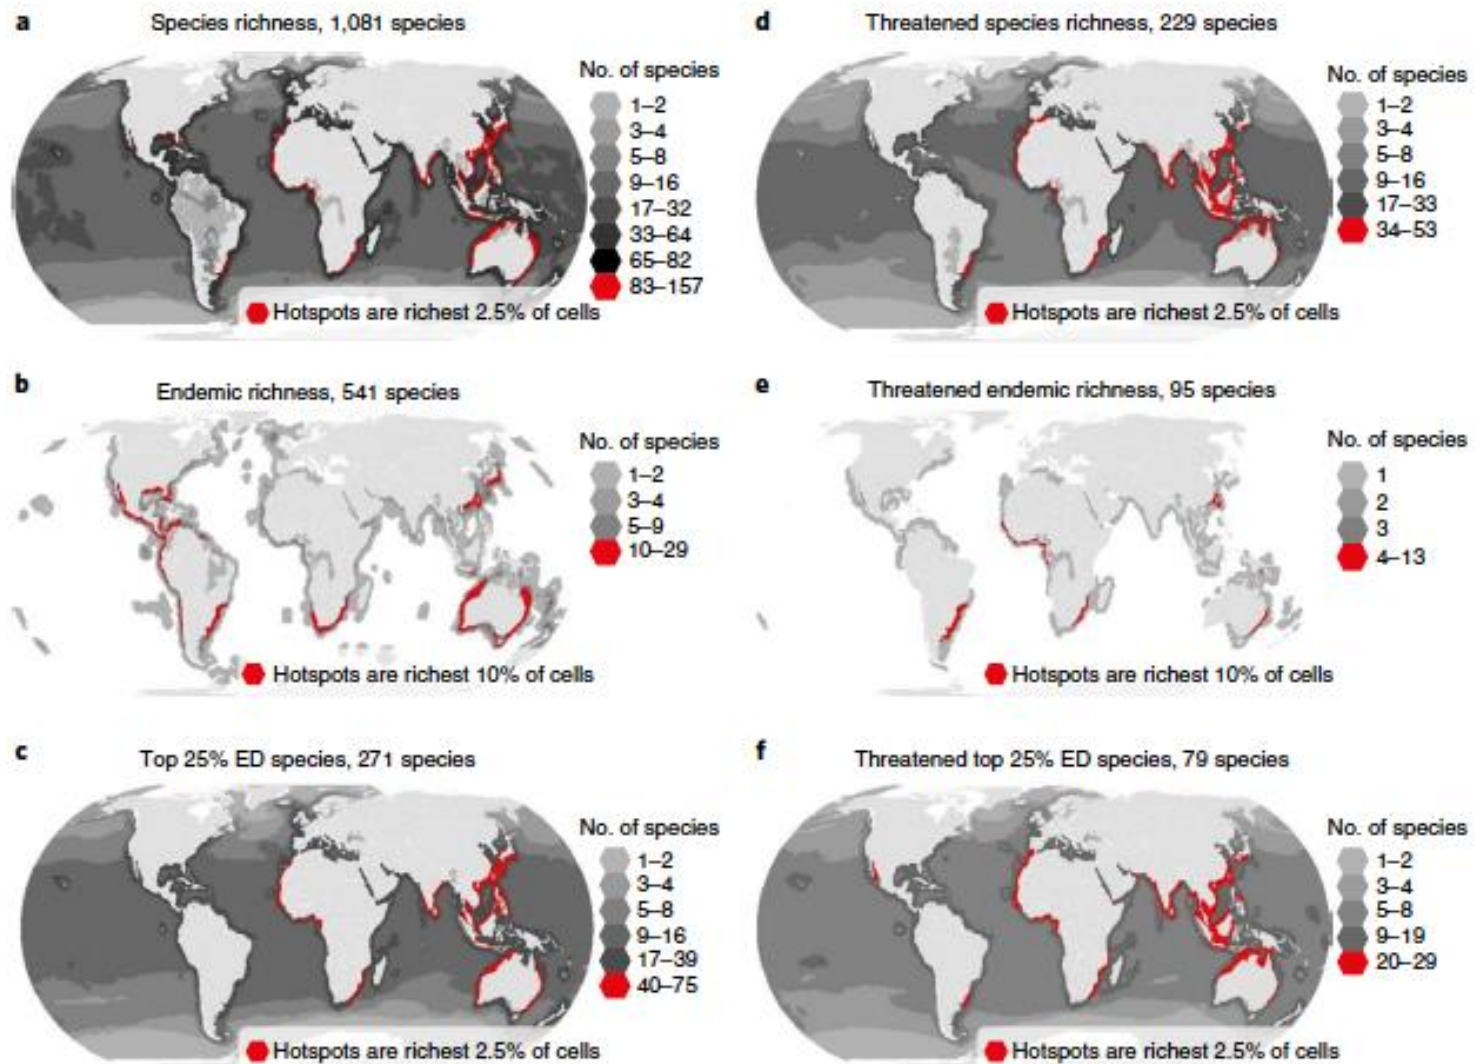 a
Species richness, 1,081 species
No. of species
1–2
3–4
5–8
9–16
17–32
33–64
65–82
83–157
Hotspots are richest 2.5% of cells
d
Threatened species richness, 229 species
No. of species
1–2
3–4
5–8
9–16
17–33
34–53
Hotspots are richest 2.5% of cells
b
Endemic richness, 541 species
No. of species
1–2
3–4
5–9
10–29
Hotspots are richest 10% of cells
e
Threatened endemic richness, 95 species
No. of species
1
2
3
4–13
Hotspots are richest 10% of cells
c
Top 25% ED species, 271 species
No. of species
1–2
3–4
5–8
9–16
17–39
40–75
Hotspots are richest 2.5% of cells
f
Threatened top 25% ED species, 79 species
No. of species
1–2
3–4
5–8
9–19
20–29
Hotspots are richest 2.5% of cells